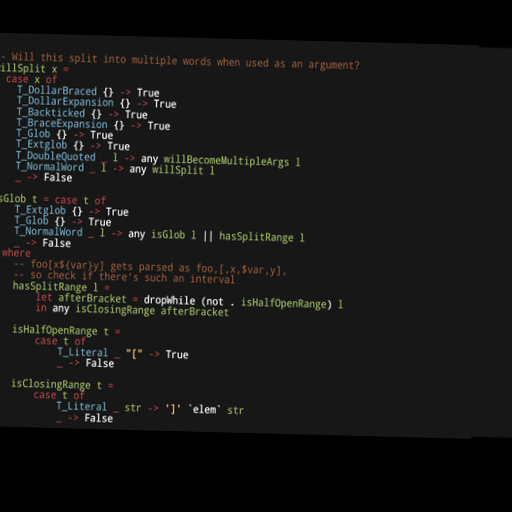 - Will this split into multiple words when used as an argument?
illSplit x =
case x of
T_DollarBraced {} -> True
T_DollarExpansion {} -> True
T_Backticked {} -> True
T_BraceExpansion {} -> True
T_Glob {} -> True
T_Extglob {} -> True
T_DoubleQuoted _ l -> any willBecomeMultipleArgs l
T_NormalWord _ l -> any willSplit l
_ -> False
sGlob t = case t of
T_Extglob {} -> True
T_Glob {} -> True
T_NormalWord _ l -> any isGlob l || hasSplitRange l
_ -> False
where
-- foo[x${var}y] gets parsed as foo,[,x,$var,y],
-- so check if there's such an interval
hasSplitRange l =
let afterBracket = dropWhile (not . isHalfOpenRange) l
in any isClosingRange afterBracket
isHalfOpenRange t =
case t of
T_Literal _ "[" -> True
_ -> False
isClosingRange t =
case t of
T_Literal _ str -> ']' `elem` str
_ -> False